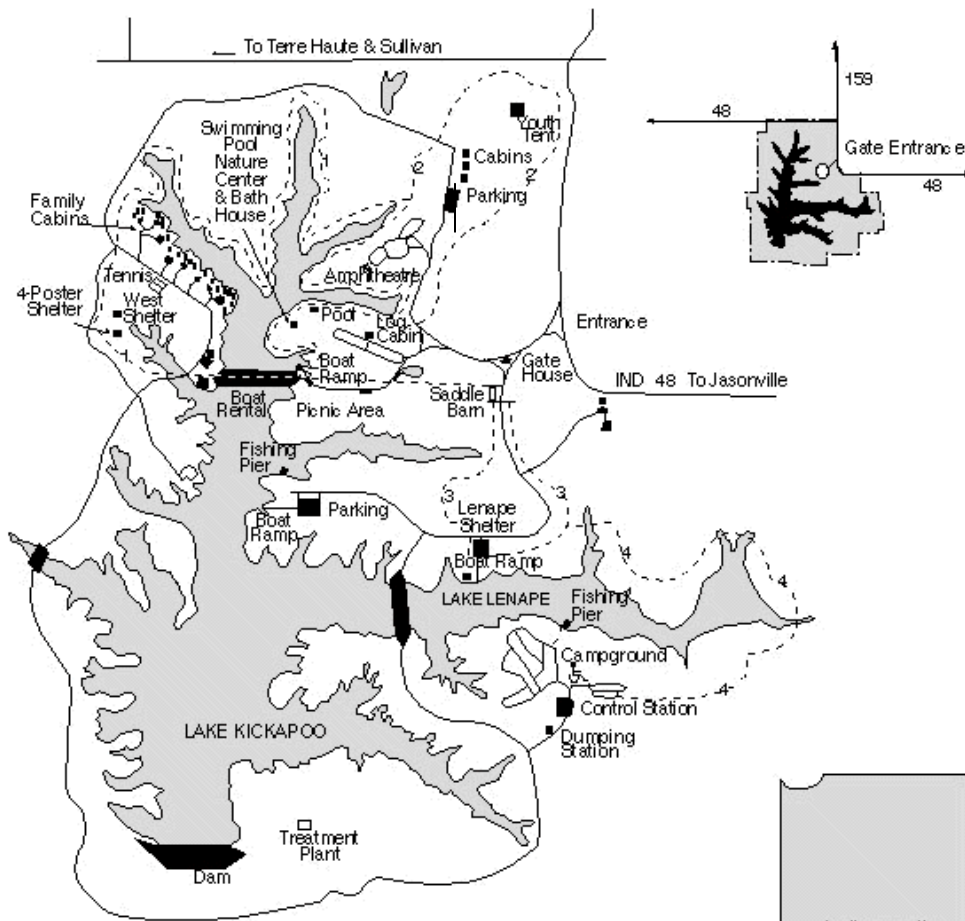 To Terre Haute & Sullivan
159
48
Gate Entrance
48
Swimming
Pool
Nature
Center
& Bath
House
1
2
Youth
Tent
Cabins
2
Parking
Family
Cabins
Amphitheatre
Tennis
4-Poster
Shelter
West
Shelter
Pool
Log
Cabin
Entrance
1
Boat
Ramp
Gate
House
IND 48 To Jasonville
Boat
Rental
Picnic Area
Saddle
Barn
Fishing
Pier
3
3
Boat
Ramp
Parking
Lenape
Shelter
4
4
Boat Ramp
LAKE LENAPE
Fishing
Pier
Campground
5
4
Control Station
LAKE KICKAPOO
Dumping
Station
Treatment
Plant
Dam